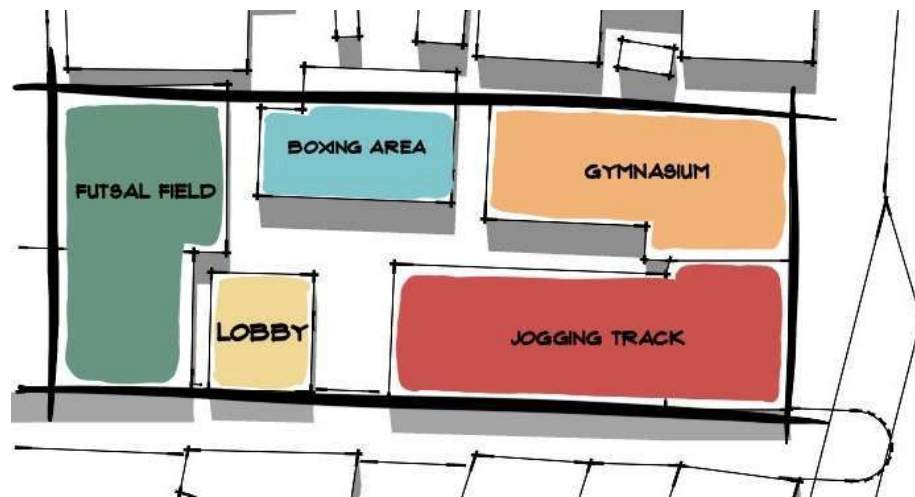 BOXING AREA
GYMNASIUM
FUTSAL FIELD
LOBBY
JOGGING TRACK